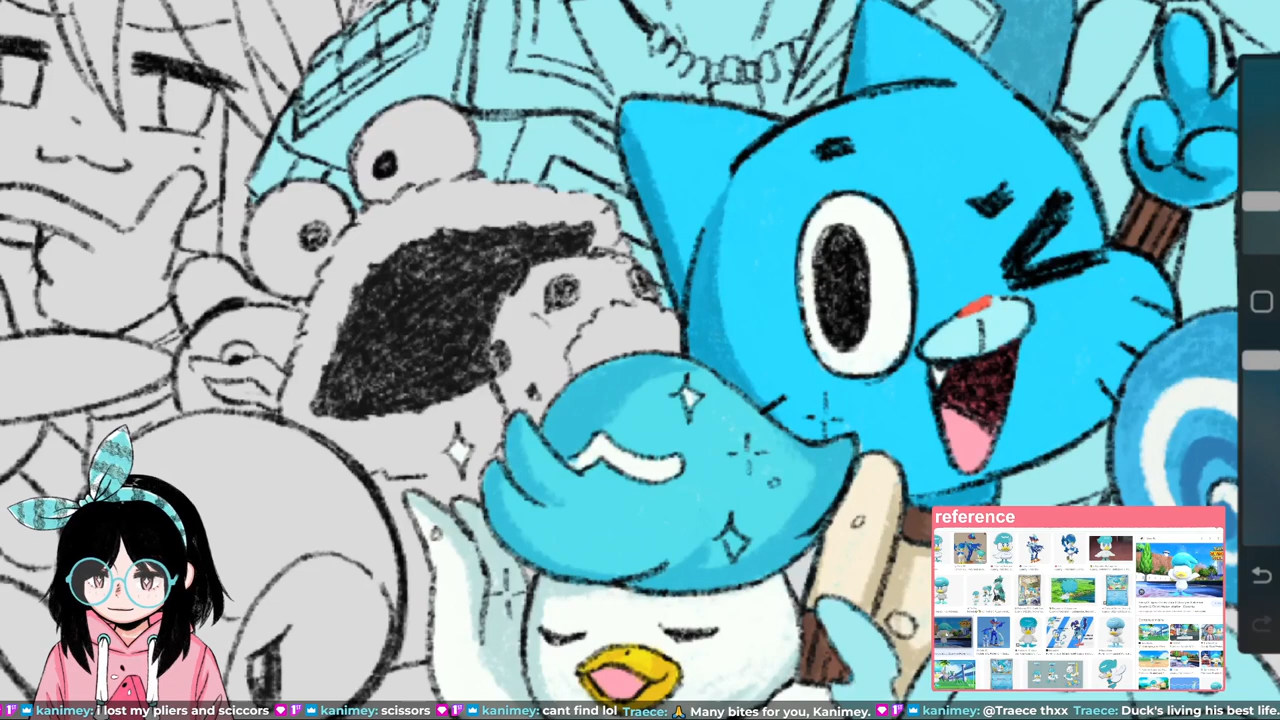 reference
kanimey: i lost my pliers and sciccors kanimey: scissors kanimey: cant find lol Traece: 🙏 Many bites for you, Kanimey. kanimey: @Traece thxx Traece: Duck's living his best life.